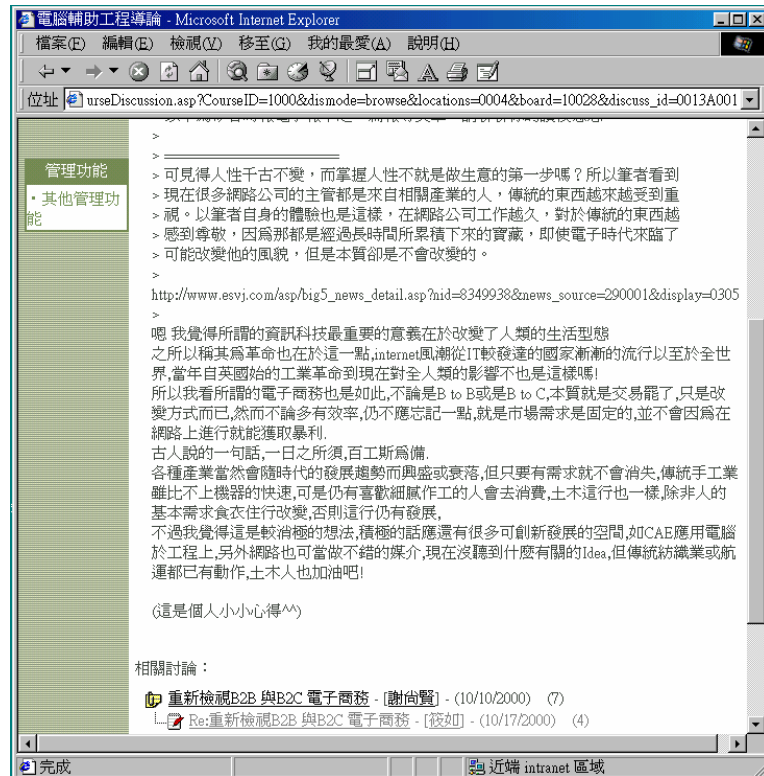 電腦輔助工程導論 - Microsoft Internet Explorer
檔案(F) 編輯(E) 檢視(V) 移至(G) 我的最愛(A) 說明(H)
位址 urseDiscussion.asp?CourseID=1000&dismode=browse&locations=0004&board=10028&discuss_id=0013A001
管理功能
・其他管理功
能
>
> ====================
> 可見得人性千古不變，而掌握人性不就是做生意的第一步嗎？所以筆者看到
> 現在很多網路公司的主管都是來自相關產業的人，傳統的東西越來越受到重
> 視。以筆者自身的體驗也是這樣，在網路公司工作越久，對於傳統的東西越
> 感到尊敬，因為那都是經過長時間所累積下來的寶藏，即使電子時代來臨了
> 可能改變他的風貌，但是本質卻是不會改變的。
>
http://www.esvj.com/asp/big5_news_detail.asp?nid=8349938&news_source=290001&display=0305
>
嗯 我覺得所謂的資訊科技最重要的意義在於改變了人類的生活型態
之所以稱其為革命也在於這一點,internet風潮從IT較發達的國家漸漸的流行以至於全世
界,當年自英國始的工業革命到現在對全人類的影響不也是這樣嗎!
所以我看所謂的電子商務也是如此,不論是B to B或是B to C,本質就是交易罷了,只是改
變方式而已,然而不論多有效率,仍不應忘記一點,就是市場需求是固定的,並不會因為在
網路上進行就能獲取暴利.
古人說的一句話,一日之所須,百工斯為備.
各種產業當然會隨時代的發展趨勢而興盛或衰落,但只要有需求就不會消失,傳統手工業
雖比不上機器的快速,可是仍有喜歡細膩作工的人會去消費,土木這行也一樣,除非人的
基本需求食衣住行改變,否則這行仍有發展,
不過我覺得這是較消極的想法,積極的話應還有很多可創新發展的空間,如CAE應用電腦
於工程上,另外網路也可當做不錯的媒介,現在沒聽到什麼有關的Idea,但傳統紡織業或航
運都已有動作,土木人也加油吧!
(這是個人小小心得^^)
相關討論：
重新檢視B2B 與B2C 電子商務 - [謝尚賢] - (10/10/2000) (7)
Re:重新檢視B2B 與B2C 電子商務 - [筱如] - (10/17/2000) (4)
完成
近端 intranet 區域